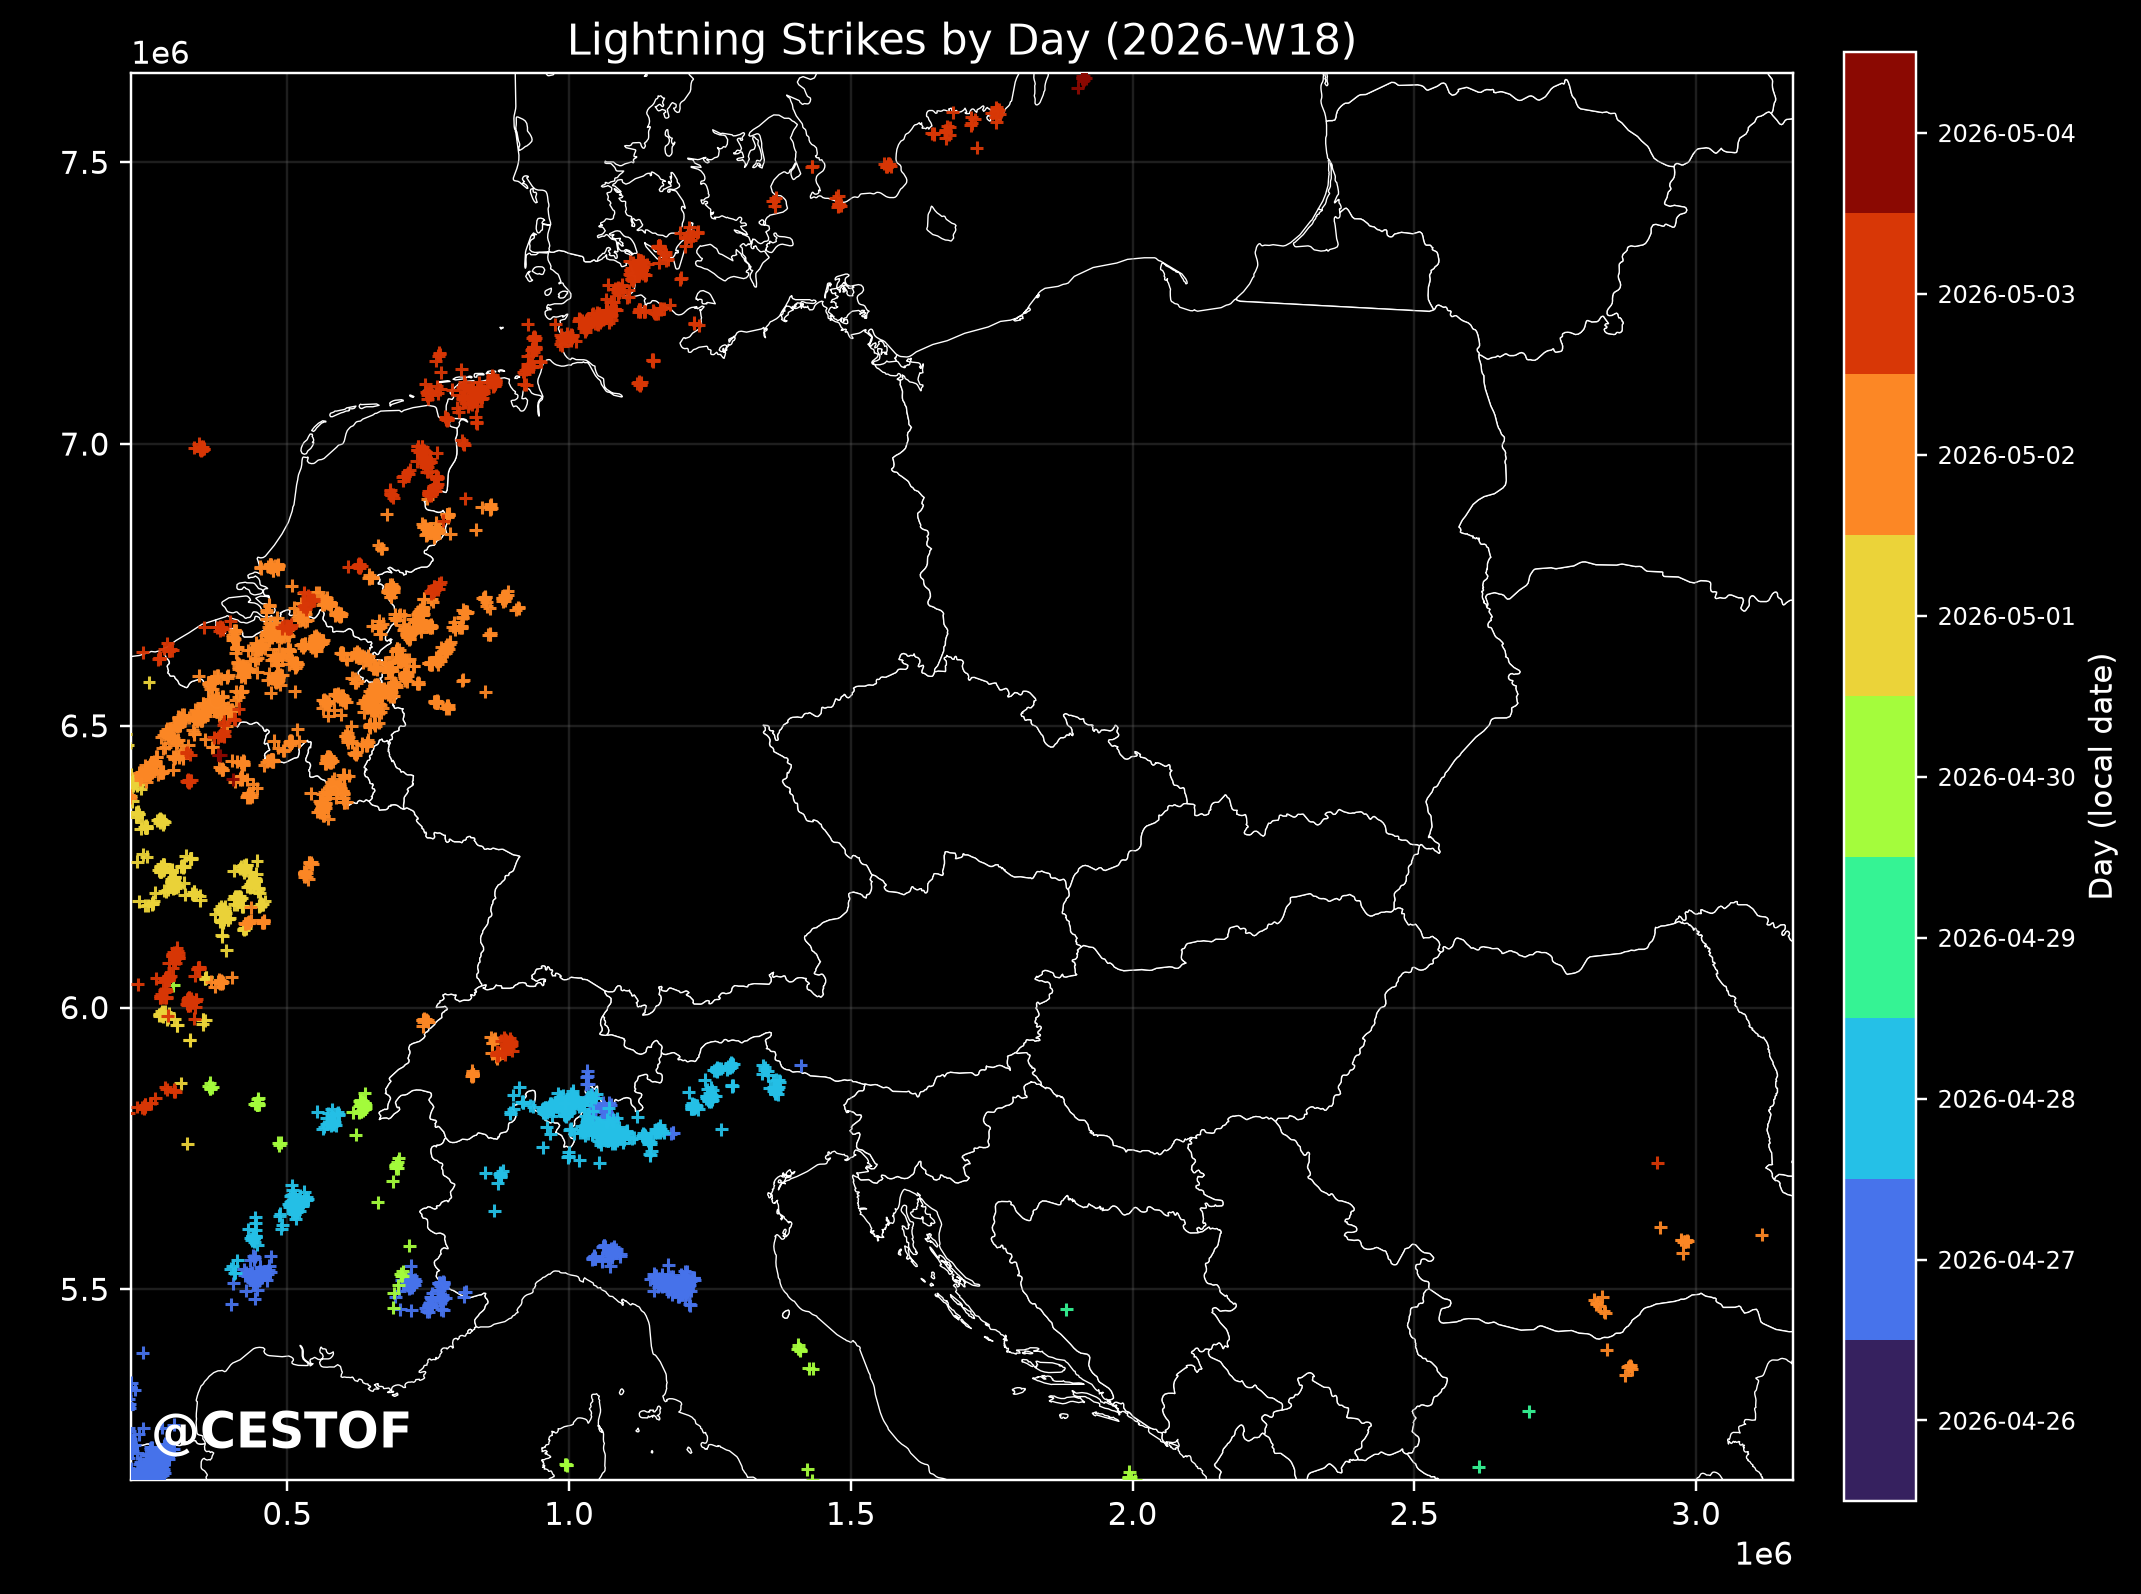 Lightning Strikes by Day (2026-W18)
1e6
7.5
7.0
6.5
6.0
5.5
0.5 1.0 1.5 2.0 2.5 3.0
1e6
@CESTOF
2026-05-04
2026-05-03
2026-05-02
2026-05-01
2026-04-30
2026-04-29
2026-04-28
2026-04-27
2026-04-26
Day (local date)